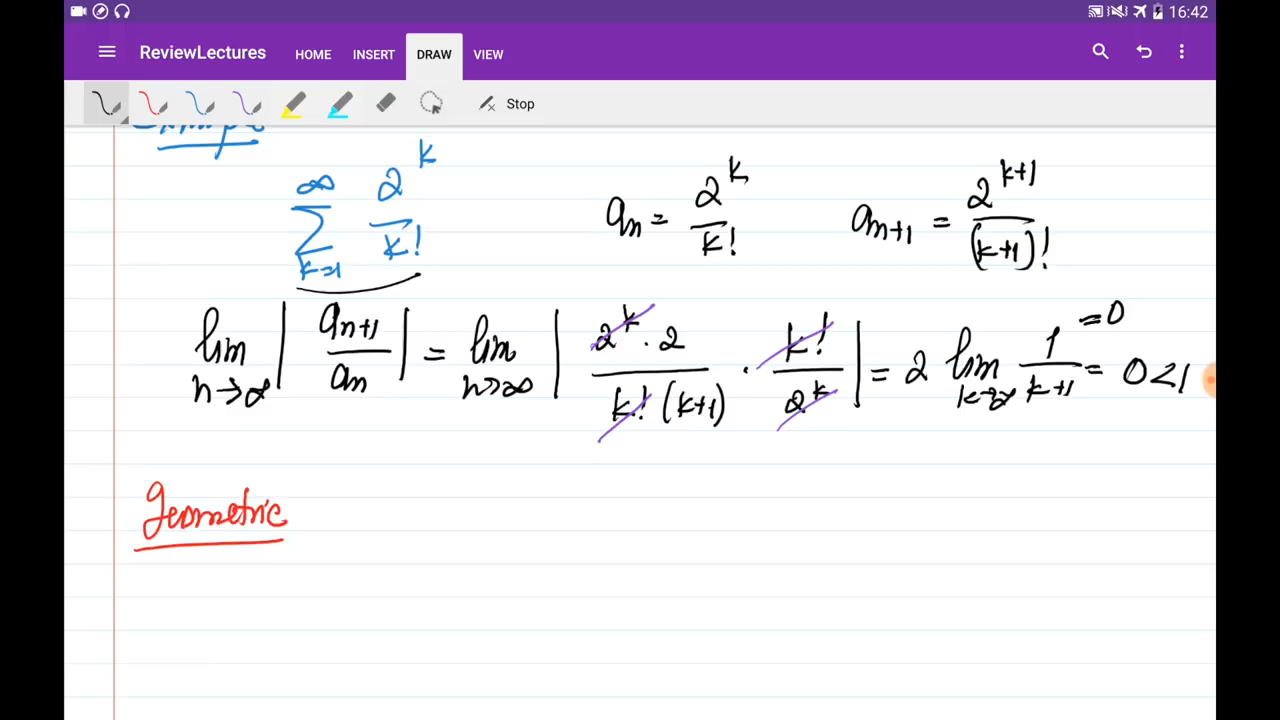 16:42
ReviewLectures HOME INSERT DRAW VIEW
Stop
Example
∞ ∑ k=1 2^k / k! a_n = 2^k / k! a_{n+1} = 2^{k+1} / (k+1)!
lim n→∞ | a_{n+1} / a_n | = lim n→∞ | 2^k · 2 / k! (k+1) · k! / 2^k | = 2 lim k→∞ 1 / k+1 = 0 = 0 < 1
Geometric